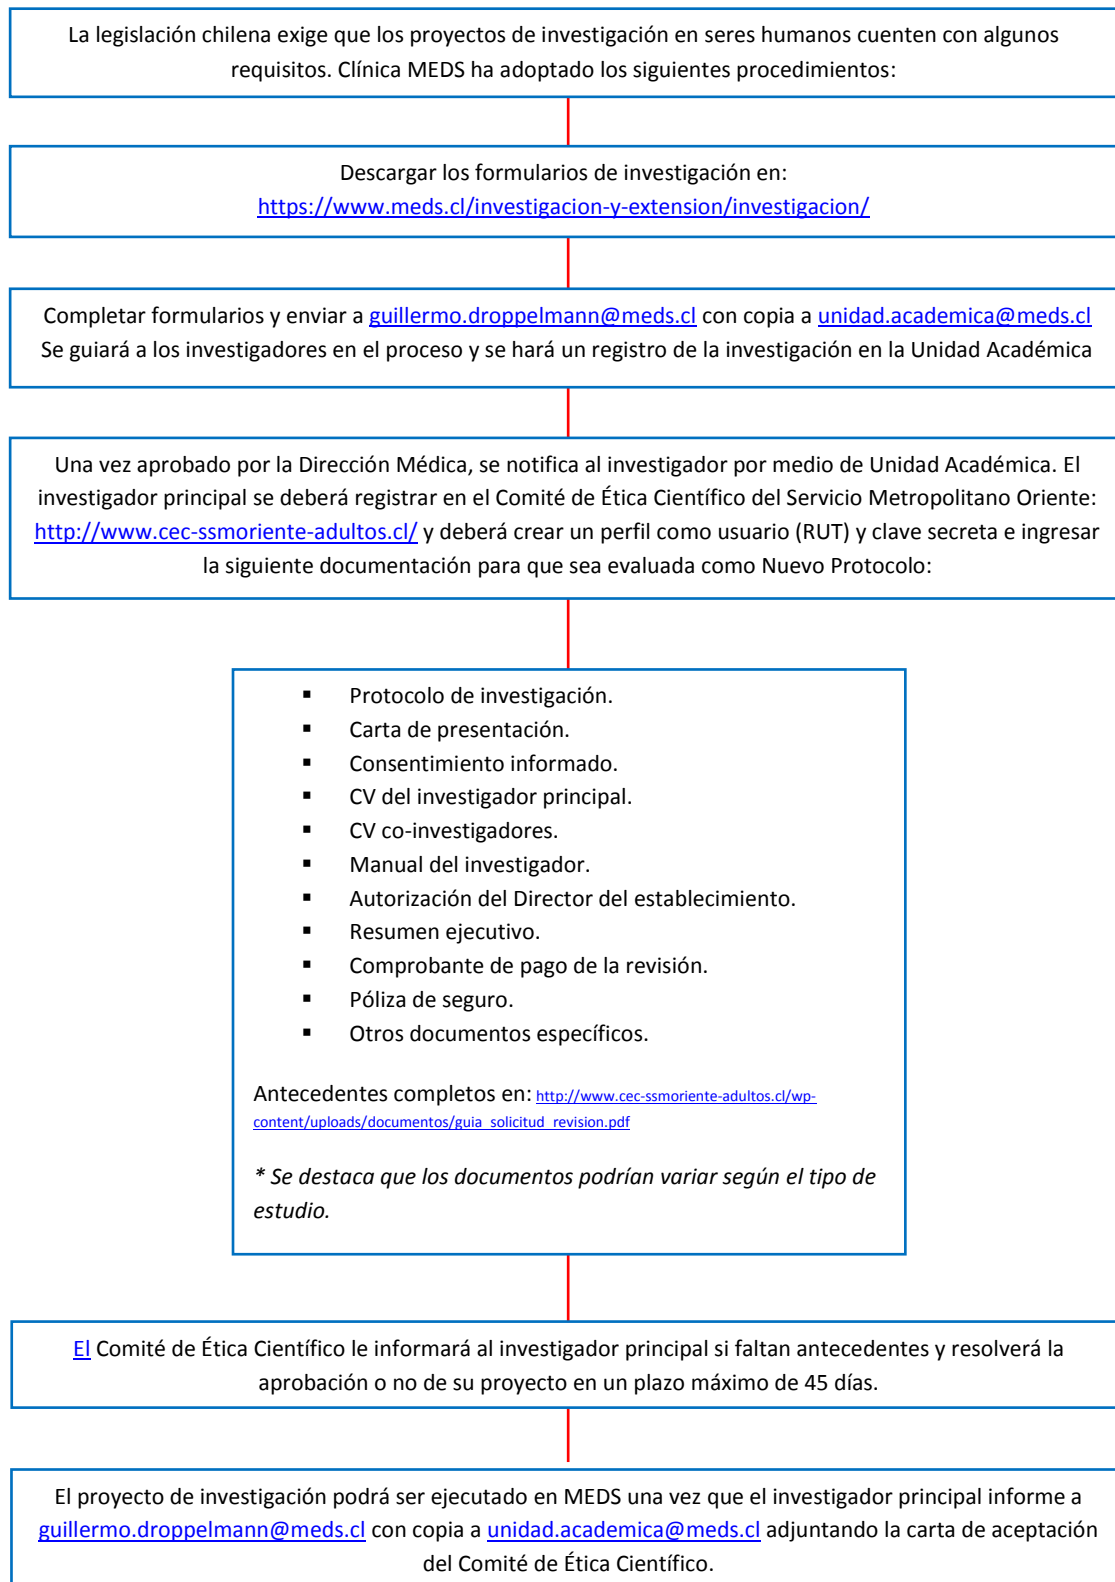 La legislación chilena exige que los proyectos de investigación en seres humanos cuenten con algunos
requisitos. Clínica MEDS ha adoptado los siguientes procedimientos:
Descargar los formularios de investigación en:
https://www.meds.cl/investigacion-y-extension/investigacion/
Completar formularios y enviar a guillermo.droppelmann@meds.cl con copia a unidad.academica@meds.cl
Se guiará a los investigadores en el proceso y se hará un registro de la investigación en la Unidad Académica
Una vez aprobado por la Dirección Médica, se notifica al investigador por medio de Unidad Académica. El
investigador principal se deberá registrar en el Comité de Ética Científico del Servicio Metropolitano Oriente:
http://www.cec-ssmoriente-adultos.cl/ y deberá crear un perfil como usuario (RUT) y clave secreta e ingresar
la siguiente documentación para que sea evaluada como Nuevo Protocolo:
▪ Protocolo de investigación.
▪ Carta de presentación.
▪ Consentimiento informado.
▪ CV del investigador principal.
▪ CV co-investigadores.
▪ Manual del investigador.
▪ Autorización del Director del establecimiento.
▪ Resumen ejecutivo.
▪ Comprobante de pago de la revisión.
▪ Póliza de seguro.
▪ Otros documentos específicos.
Antecedentes completos en: http://www.cec-ssmoriente-adultos.cl/wp-
content/uploads/documentos/guia_solicitud_revision.pdf
* Se destaca que los documentos podrían variar según el tipo de
estudio.
El Comité de Ética Científico le informará al investigador principal si faltan antecedentes y resolverá la
aprobación o no de su proyecto en un plazo máximo de 45 días.
El proyecto de investigación podrá ser ejecutado en MEDS una vez que el investigador principal informe a
guillermo.droppelmann@meds.cl con copia a unidad.academica@meds.cl adjuntando la carta de aceptación
del Comité de Ética Científico.